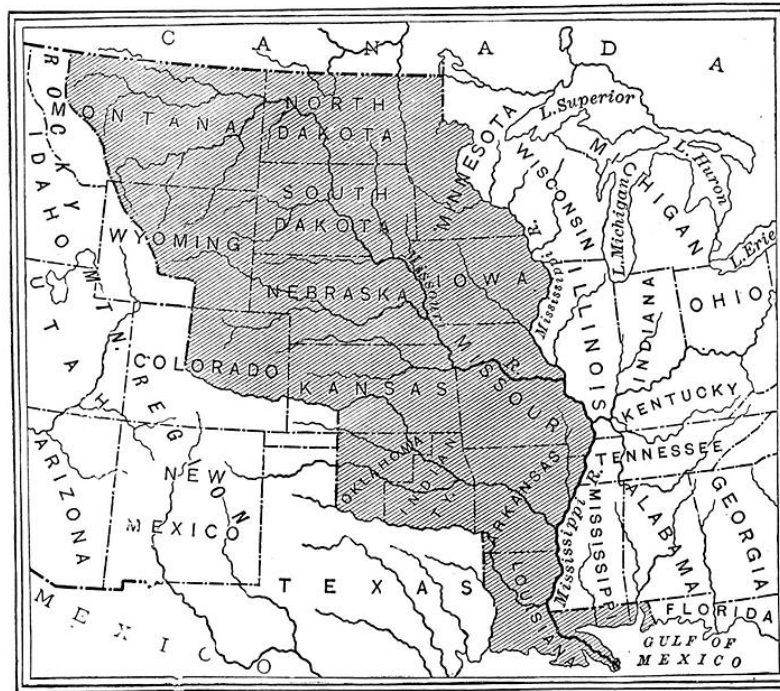 CANADA
ROCKY MTN. REGION
MONTANA
NORTH
DAKOTA
MINNESOTA
L. Superior
WISCONSIN
MICHIGAN
L. Huron
L. Michigan
L. Erie
IDAHO
WYOMING
SOUTH
DAKOTA
IOWA
Mississippi R.
Missouri R.
NEBRASKA
ILLINOIS
INDIANA
OHIO
UTAH
COLORADO
KANSAS
MISSOURI
KENTUCKY
TENNESSEE
ARIZONA
NEW
MEXICO
OKLAHOMA
INDIAN
TY.
ARKANSAS
Mississippi R.
MISSISSIPPI
ALABAMA
GEORGIA
TEXAS
LOUISIANA
FLORIDA
MEXICO
GULF OF
MEXICO